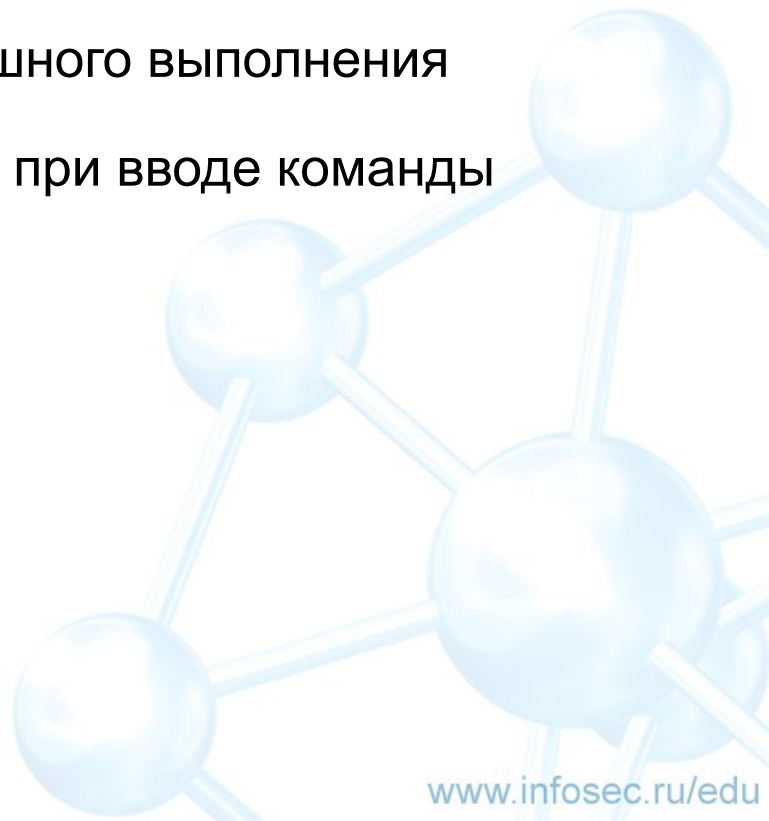 шного выполнения
при вводе команды
www.infosec.ru/edu